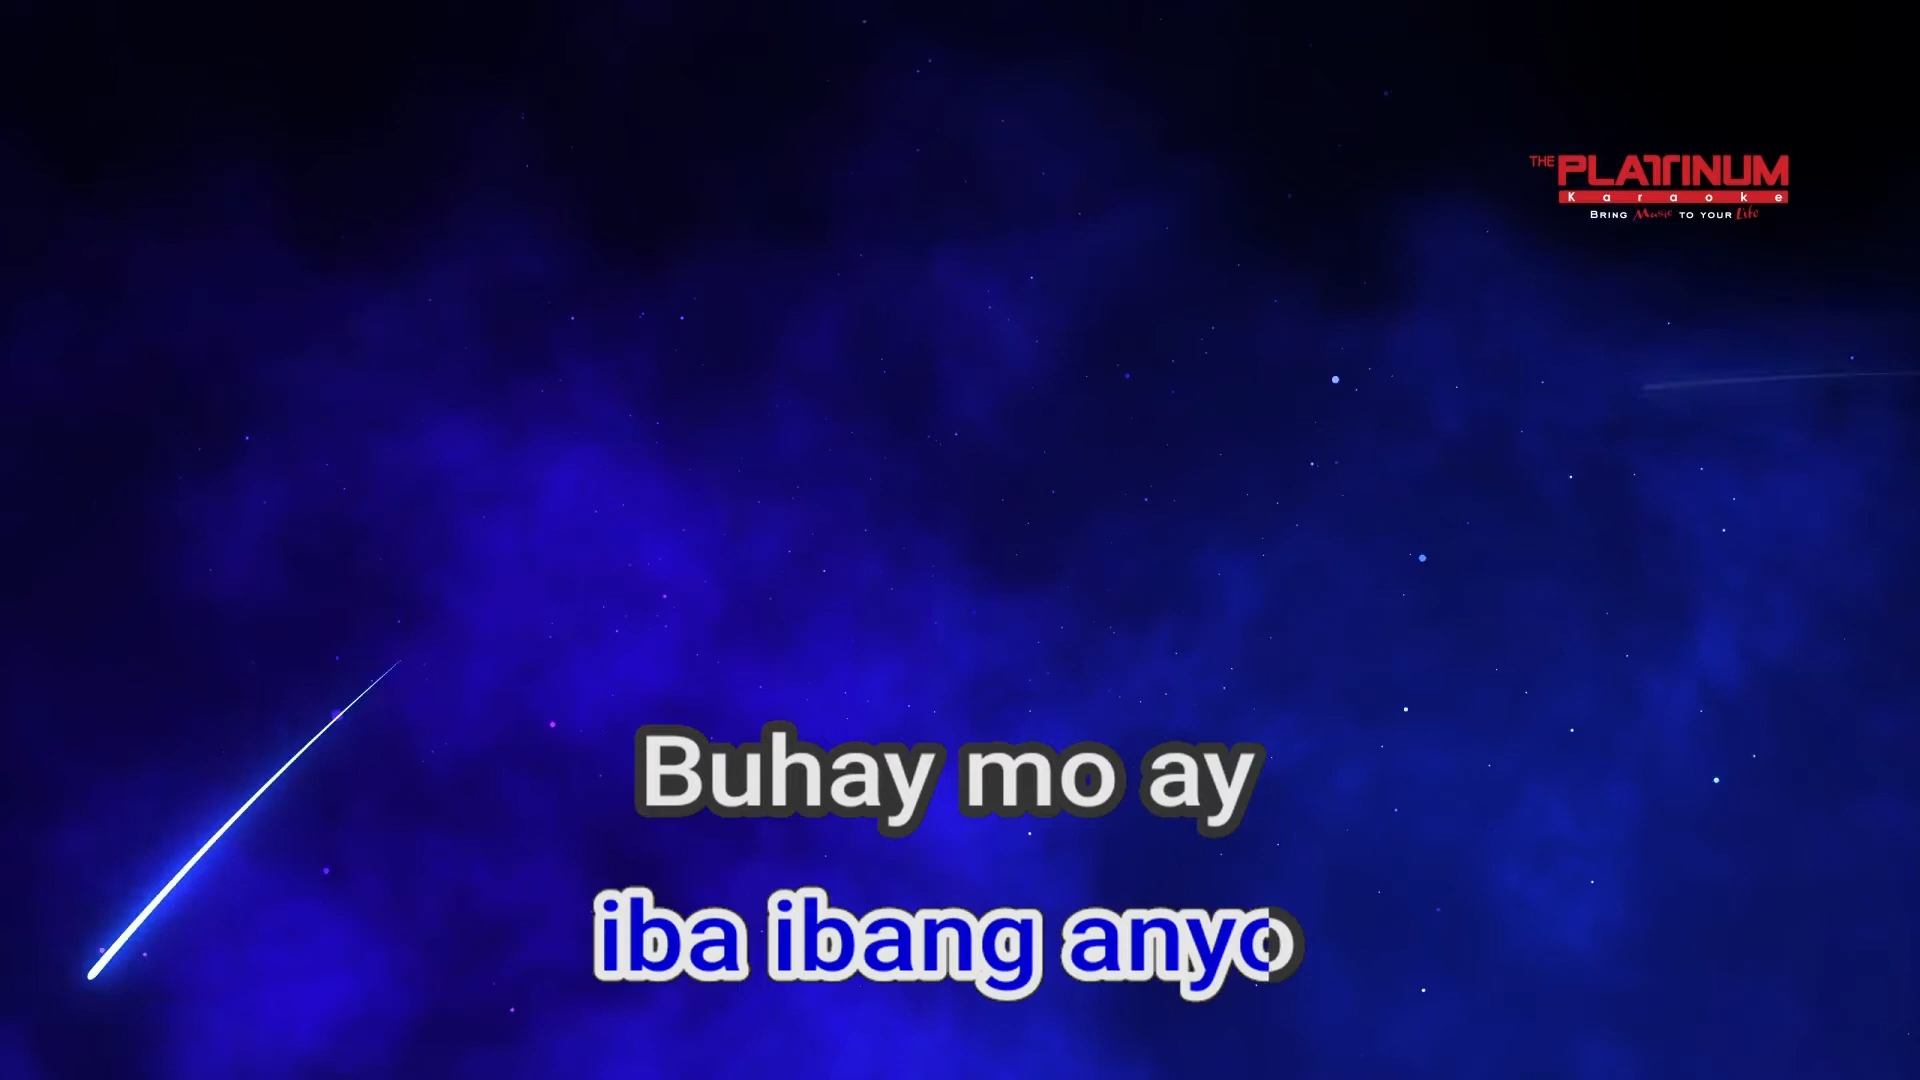 THE PLATINUM
Karaoke
BRING Music TO YOUR Life
Buhay mo ay
iba ibang anyo